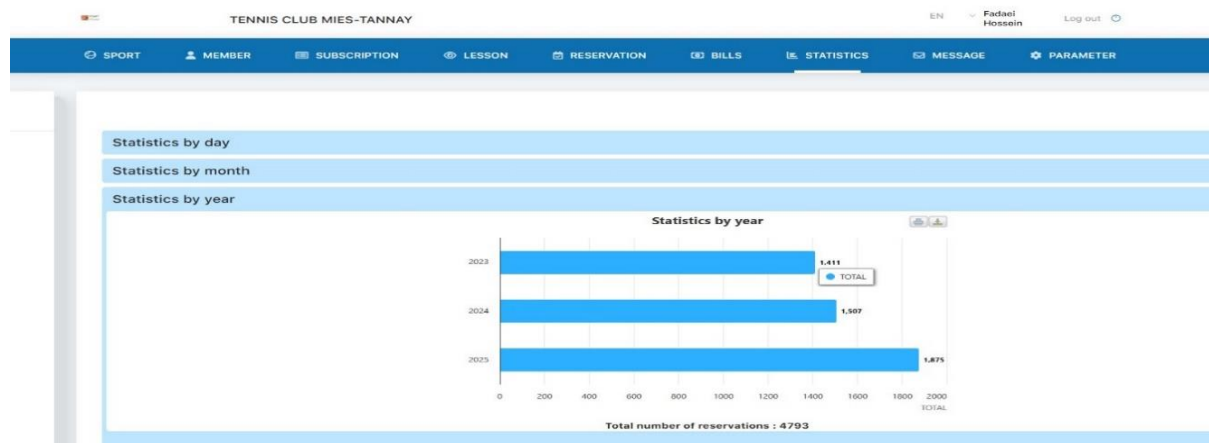 TENNIS CLUB MIES-TANNAY EN Fadaei Hossein Log out
SPORT MEMBER SUBSCRIPTION LESSON RESERVATION BILLS STATISTICS MESSAGE PARAMETER
Statistics by day
Statistics by month
Statistics by year
Statistics by year
2023 1,411
TOTAL
2024 1,507
2025 1,875
0 200 400 600 800 1000 1200 1400 1600 1800 2000
TOTAL
Total number of reservations : 4793